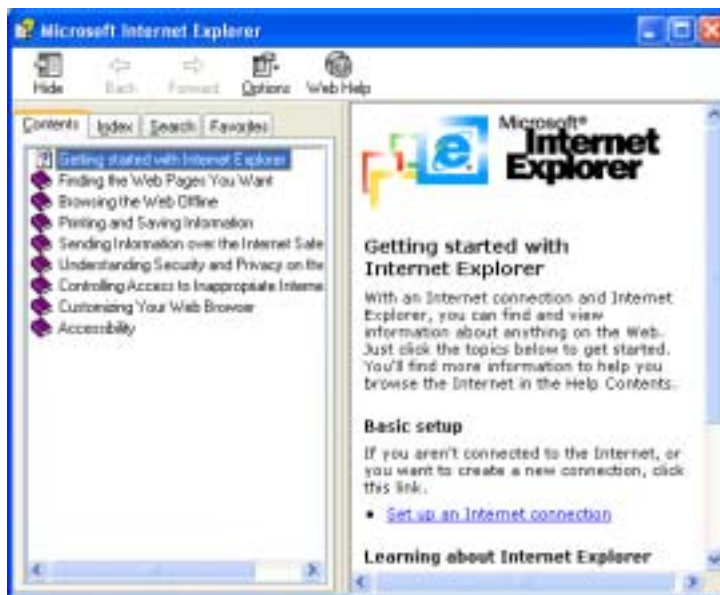 Microsoft Internet Explorer
Hide Back Forward Options Web Help
Contents Index Search Favorites
Getting started with Internet Explorer
Finding the Web Pages You Want
Browsing the Web Offline
Printing and Saving Information
Sending Information over the Internet Safe
Understanding Security and Privacy on the
Controlling Access to Inappropriate Interne
Customizing Your Web Browser
Accessibility
Microsoft®
Internet
Explorer
Getting started with
Internet Explorer
With an Internet connection and Internet
Explorer, you can find and view
information about anything on the Web.
Just click the topics below to get started.
You'll find more information to help you
browse the Internet in the Help Contents.
Basic setup
If you aren't connected to the Internet, or
you want to create a new connection, click
this link.
• Set up an Internet connection
Learning about Internet Explorer